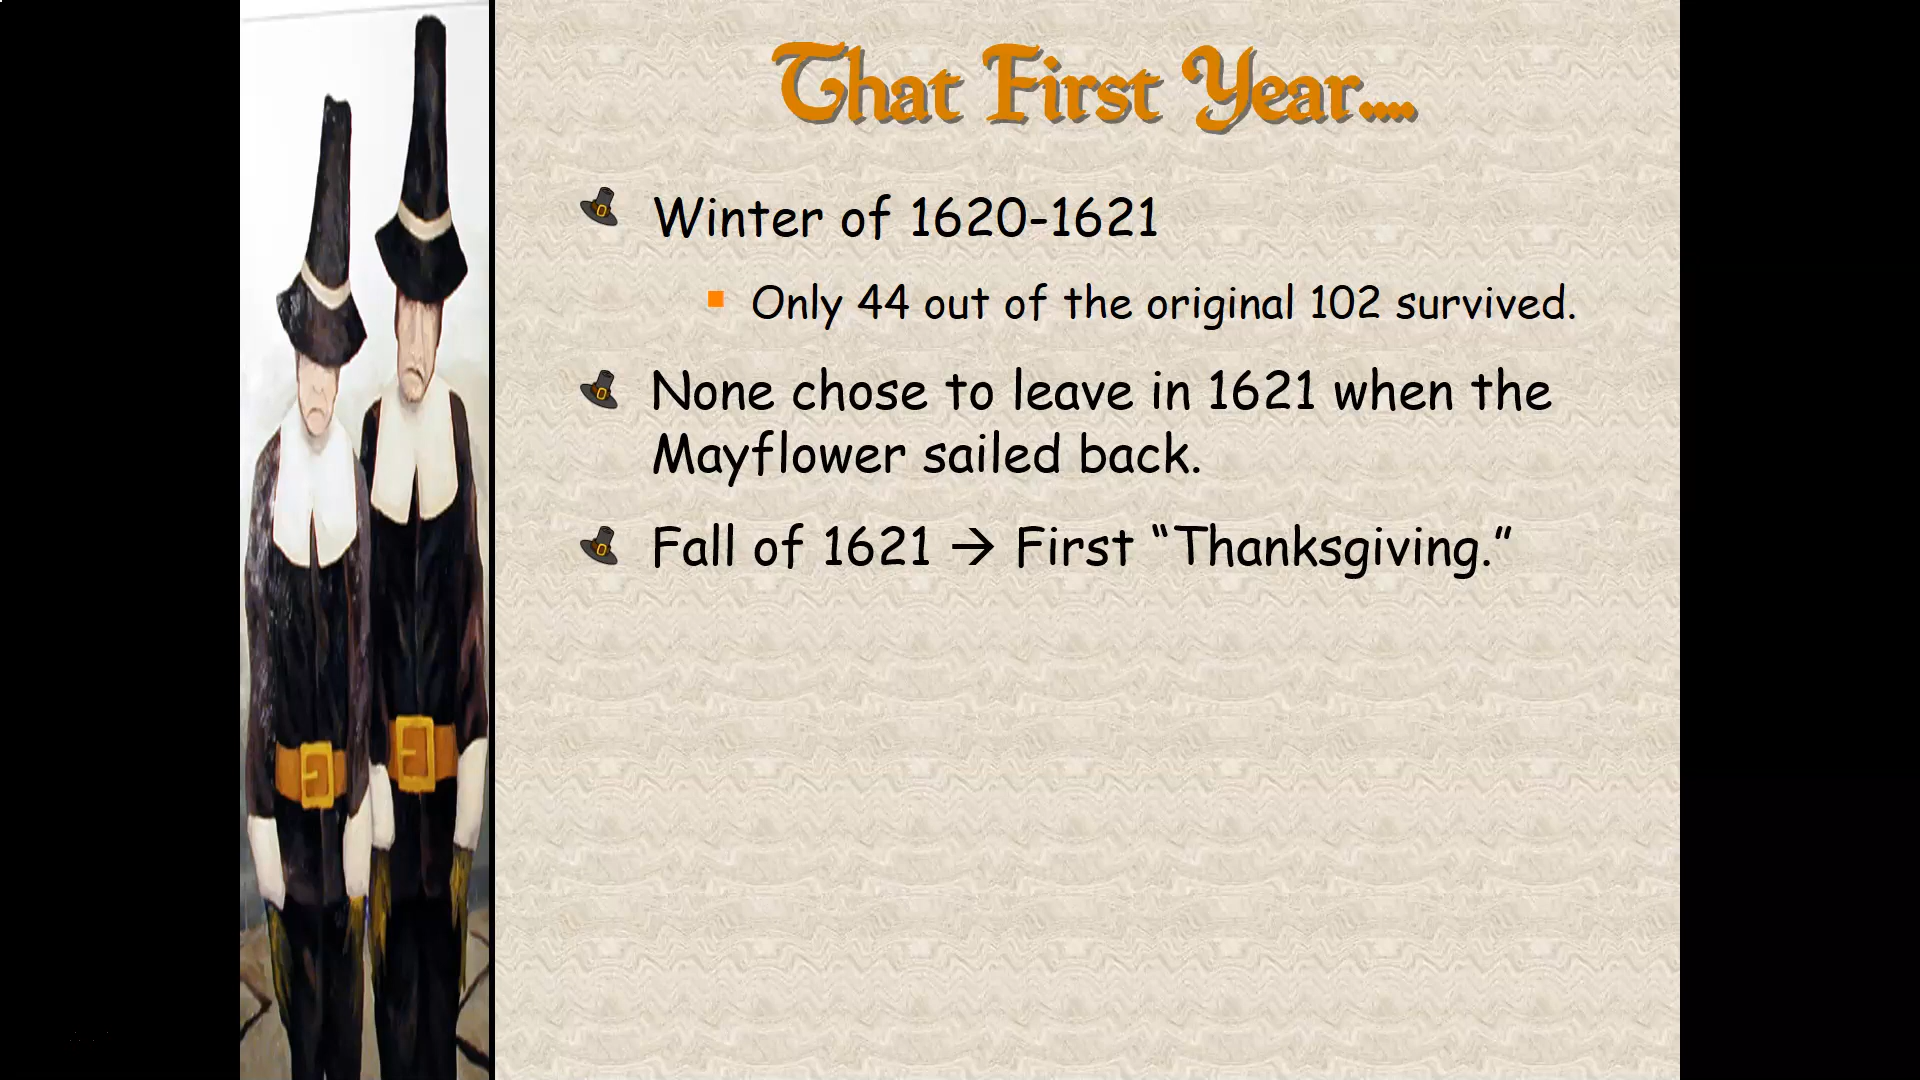 That First Year....
Winter of 1620-1621
Only 44 out of the original 102 survived.
None chose to leave in 1621 when the
Mayflower sailed back.
Fall of 1621 → First “Thanksgiving.”